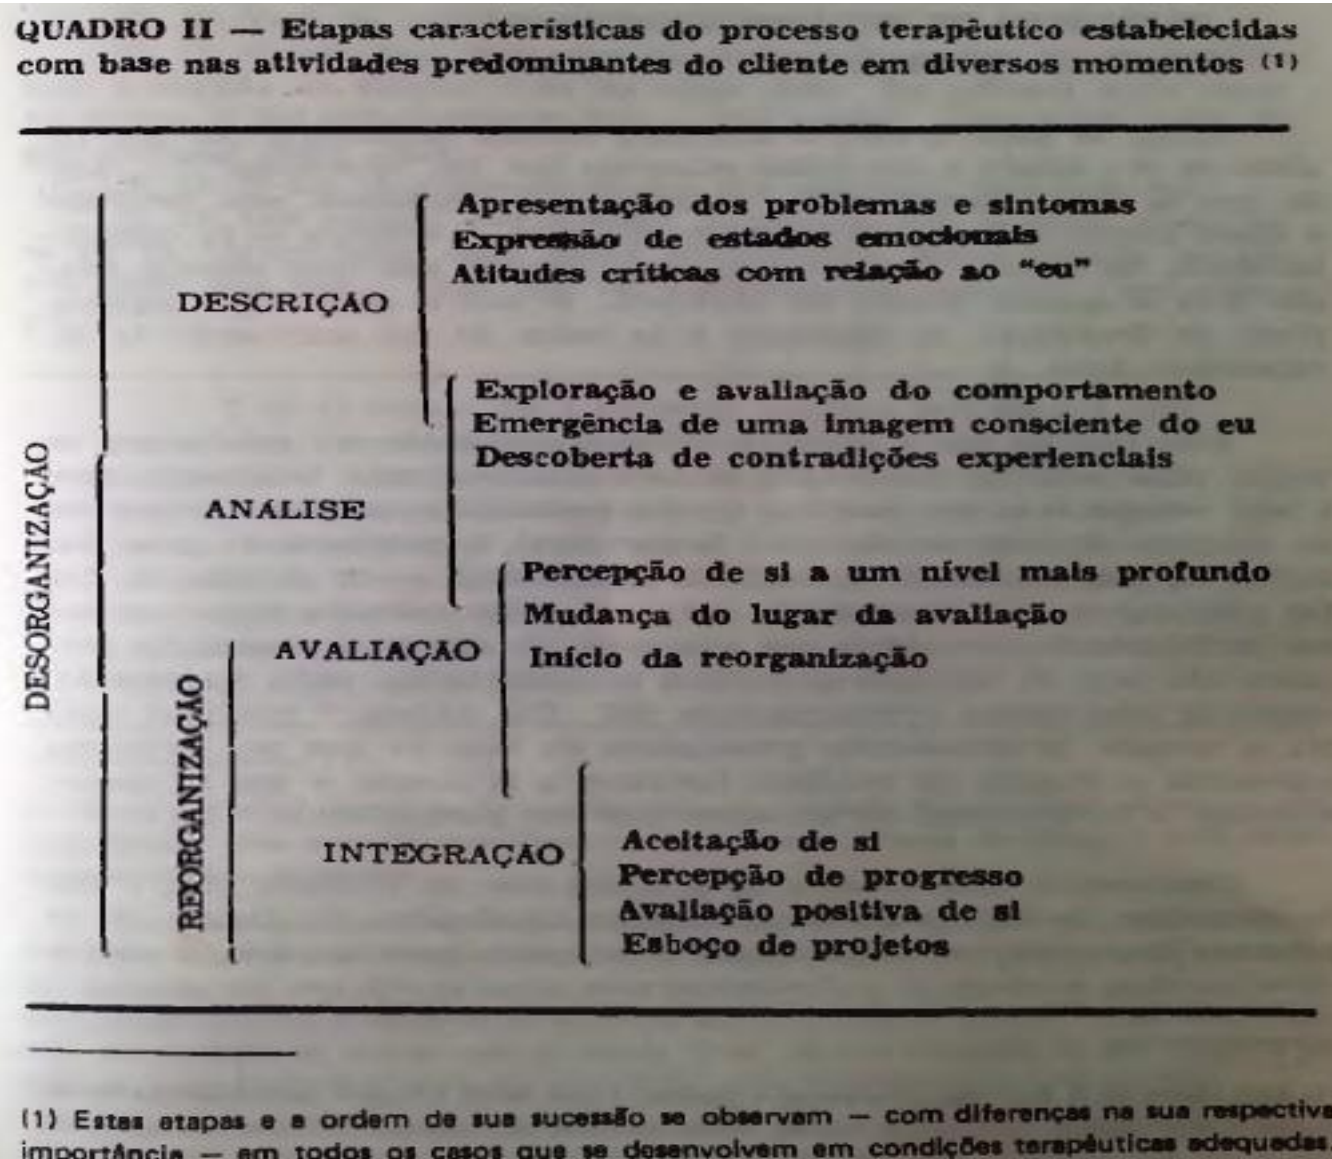 QUADRO II — Etapas características do processo terapêutico estabelecidas
com base nas atividades predominantes do cliente em diversos momentos (1)
DESORGANIZAÇÃO
DESCRIÇÃO
Apresentação dos problemas e sintomas
Expressão de estados emocionais
Atitudes críticas com relação ao "eu"
ANÁLISE
Exploração e avaliação do comportamento
Emergência de uma imagem consciente do eu
Descoberta de contradições experienciais
REORGANIZAÇÃO
AVALIAÇÃO
Percepção de si a um nível mais profundo
Mudança do lugar da avaliação
Início da reorganização
INTEGRAÇÃO
Aceitação de si
Percepção de progresso
Avaliação positiva de si
Esboço de projetos
(1) Estas etapas e a ordem de sua sucessão se observam — com diferenças na sua respectiva
importância — em todos os casos que se desenvolvem em condições terapêuticas adequadas.